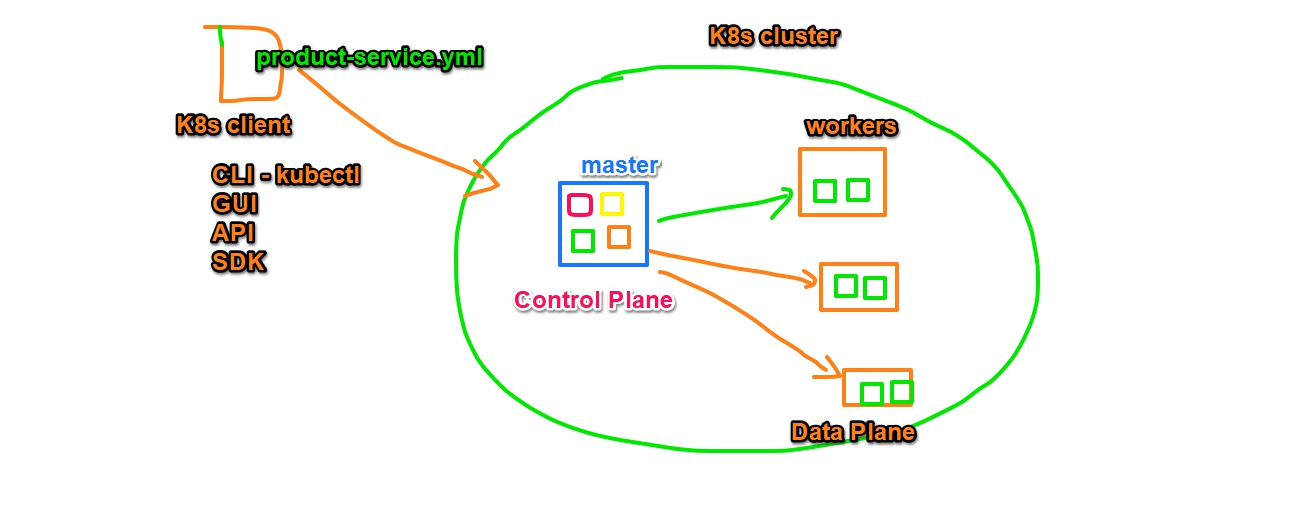 K8s cluster
product-service.yml
K8s client
CLI - kubectl
GUI
API
SDK
master
Control Plane
workers
Data Plane